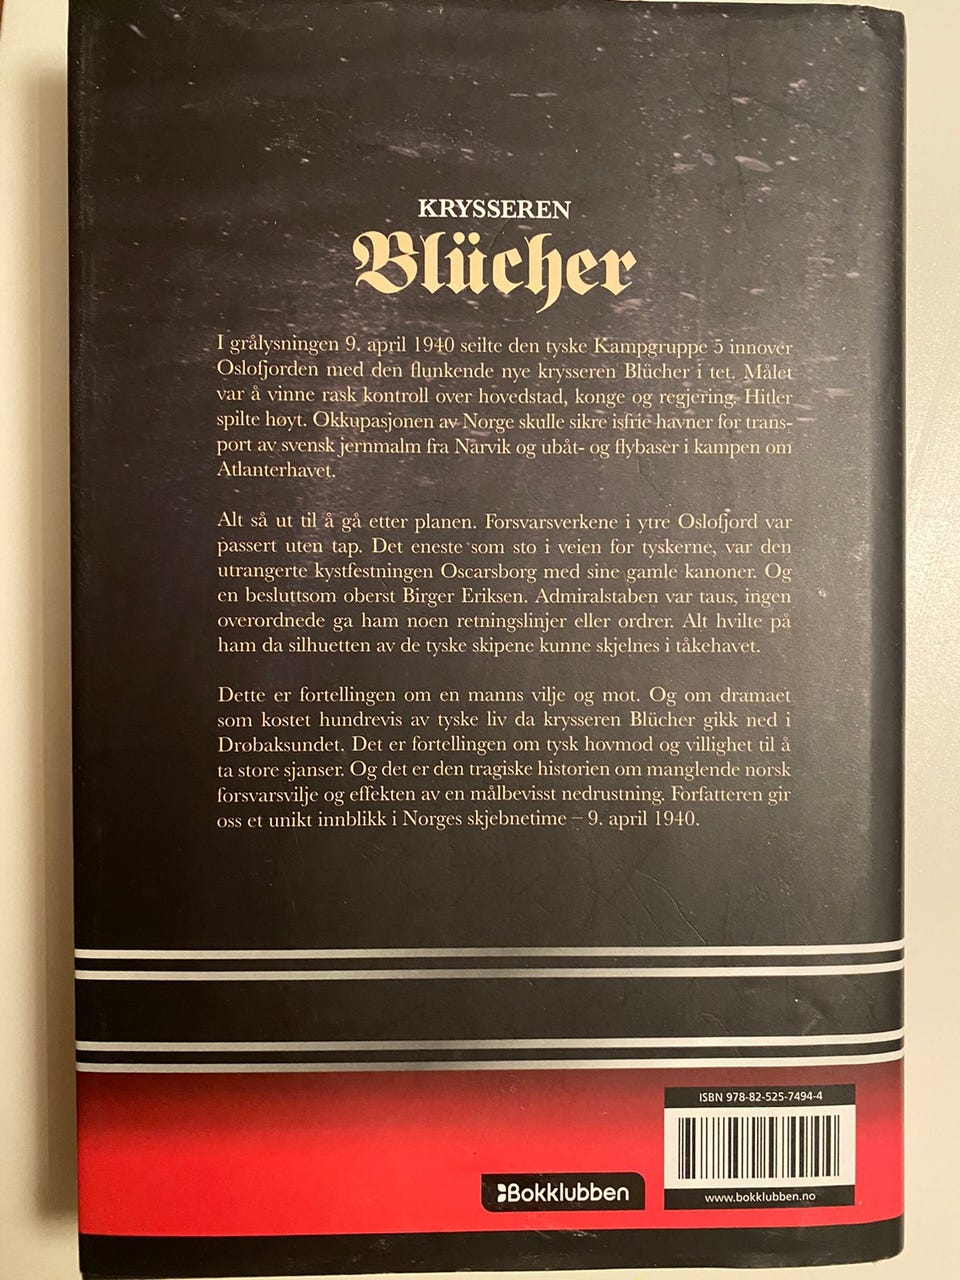 KRYSSEREN
Blücher
I grålysningen 9. april 1940 seilte den tyske Kampgruppe 5 innover
Oslofjorden med den flunkende nye krysseren Blücher i tet. Målet
var å vinne rask kontroll over hovedstad, konge og regjering. Hitler
spilte høyt. Okkupasjonen av Norge skulle sikre isfrie havner for trans-
port av svensk jernmalm fra Narvik og ubåt- og flybaser i kampen om
Atlanterhavet.
Alt så ut til å gå etter planen. Forsvarsverkene i ytre Oslofjord var
passert uten tap. Det eneste som sto i veien for tyskerne, var den
utrangerte kystfestningen Oscarsborg med sine gamle kanoner. Og
en besluttsom oberst Birger Eriksen. Admiralstaben var taus, ingen
overordnede ga ham noen retningslinjer eller ordrer. Alt hvilte på
ham da silhuetten av de tyske skipene kunne skjelnes i tåkehavet.
Dette er fortellingen om en manns vilje og mot. Og om dramaet
som kostet hundrevis av tyske liv da krysseren Blücher gikk ned i
Drøbaksundet. Det er fortellingen om tysk hovmod og villighet til å
ta store sjanser. Og det er den tragiske historien om manglende norsk
forsvarsvilje og effekten av en målbevisst nedrustning. Forfatteren gir
oss et unikt innblikk i Norges skjebnetime – 9. april 1940.
ISBN 978-82-525-7494-4
Bokklubben
www.bokklubben.no